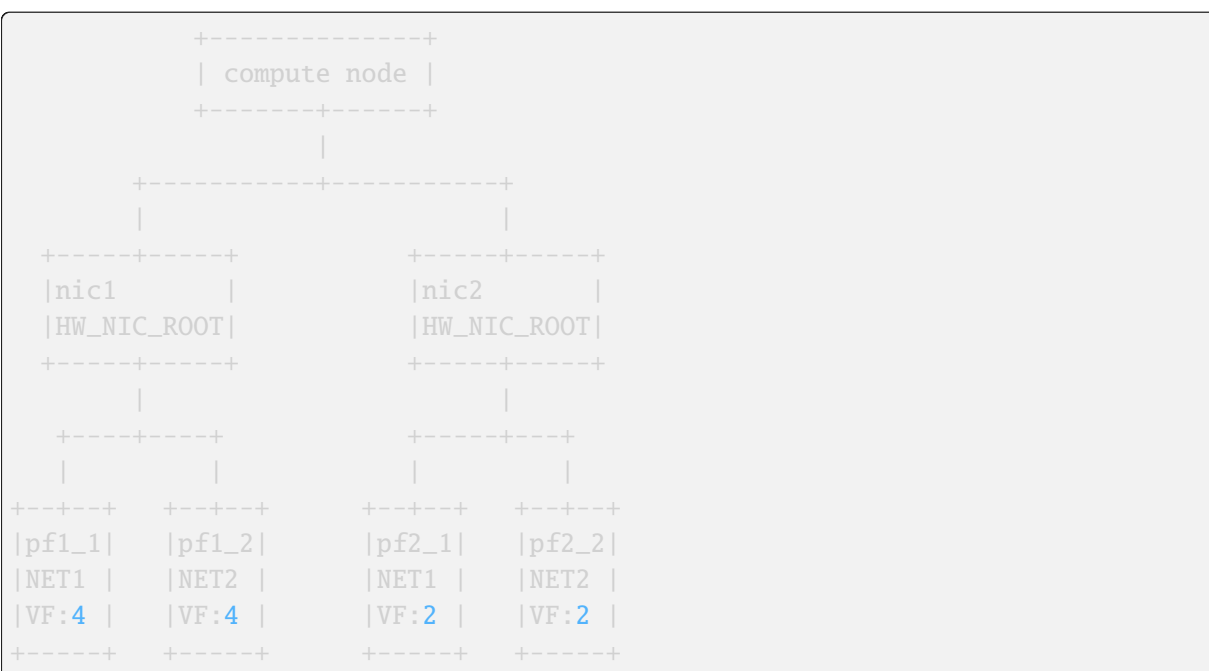 +--------------+
            | compute node |
            +-------+------+
                    |
        +-----------+-----------+
        |                       |
  +-----+-----+           +-----+-----+
  |nic1       |           |nic2       |
  |HW_NIC_ROOT|           |HW_NIC_ROOT|
  +-----+-----+           +-----+-----+
        |                       |
   +----+----+            +-----+---+
   |         |            |         |
+--+--+   +--+--+      +--+--+   +--+--+
|pf1_1|   |pf1_2|      |pf2_1|   |pf2_2|
|NET1 |   |NET2 |      |NET1 |   |NET2 |
|VF:4 |   |VF:4 |      |VF:2 |   |VF:2 |
+-----+   +-----+      +-----+   +-----+